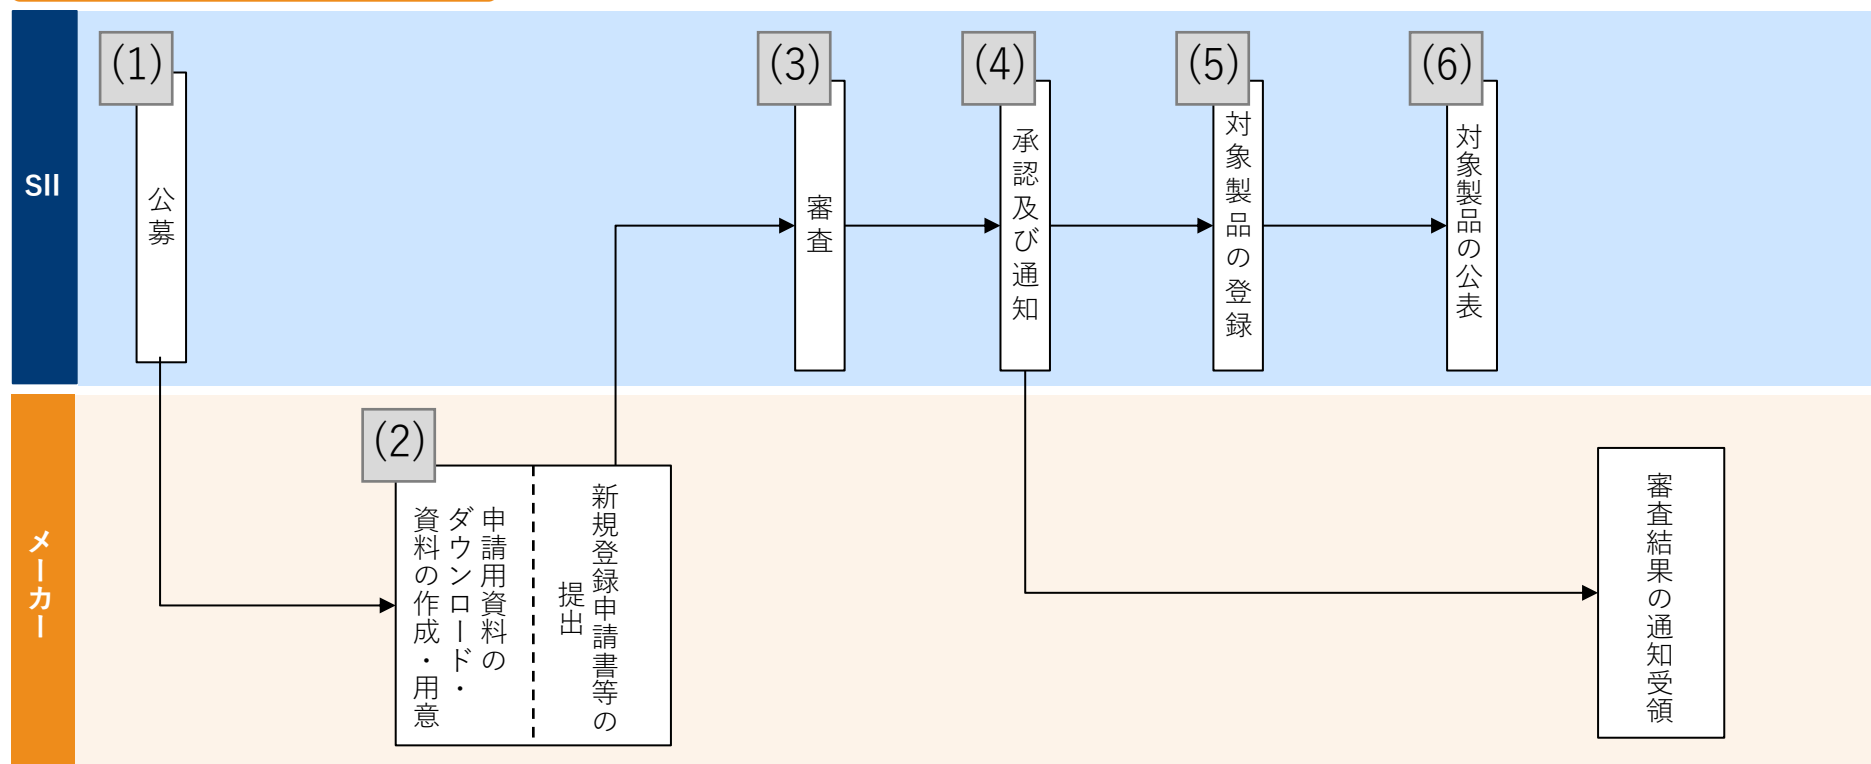 SII
(1)
公募
(3)
審査
(4)
承認及び通知
(5)
対象製品の登録
(6)
対象製品の公表
メーカー
(2)
申請用資料の
ダウンロード・
資料の作成・用意
新規登録申請書等の
提出
審査結果の通知受領